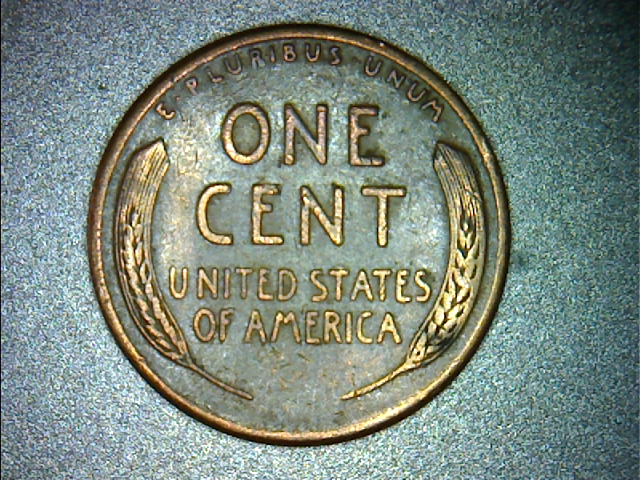 E · PLURIBUS · UNUM
ONE
CENT
UNITED STATES
OF AMERICA